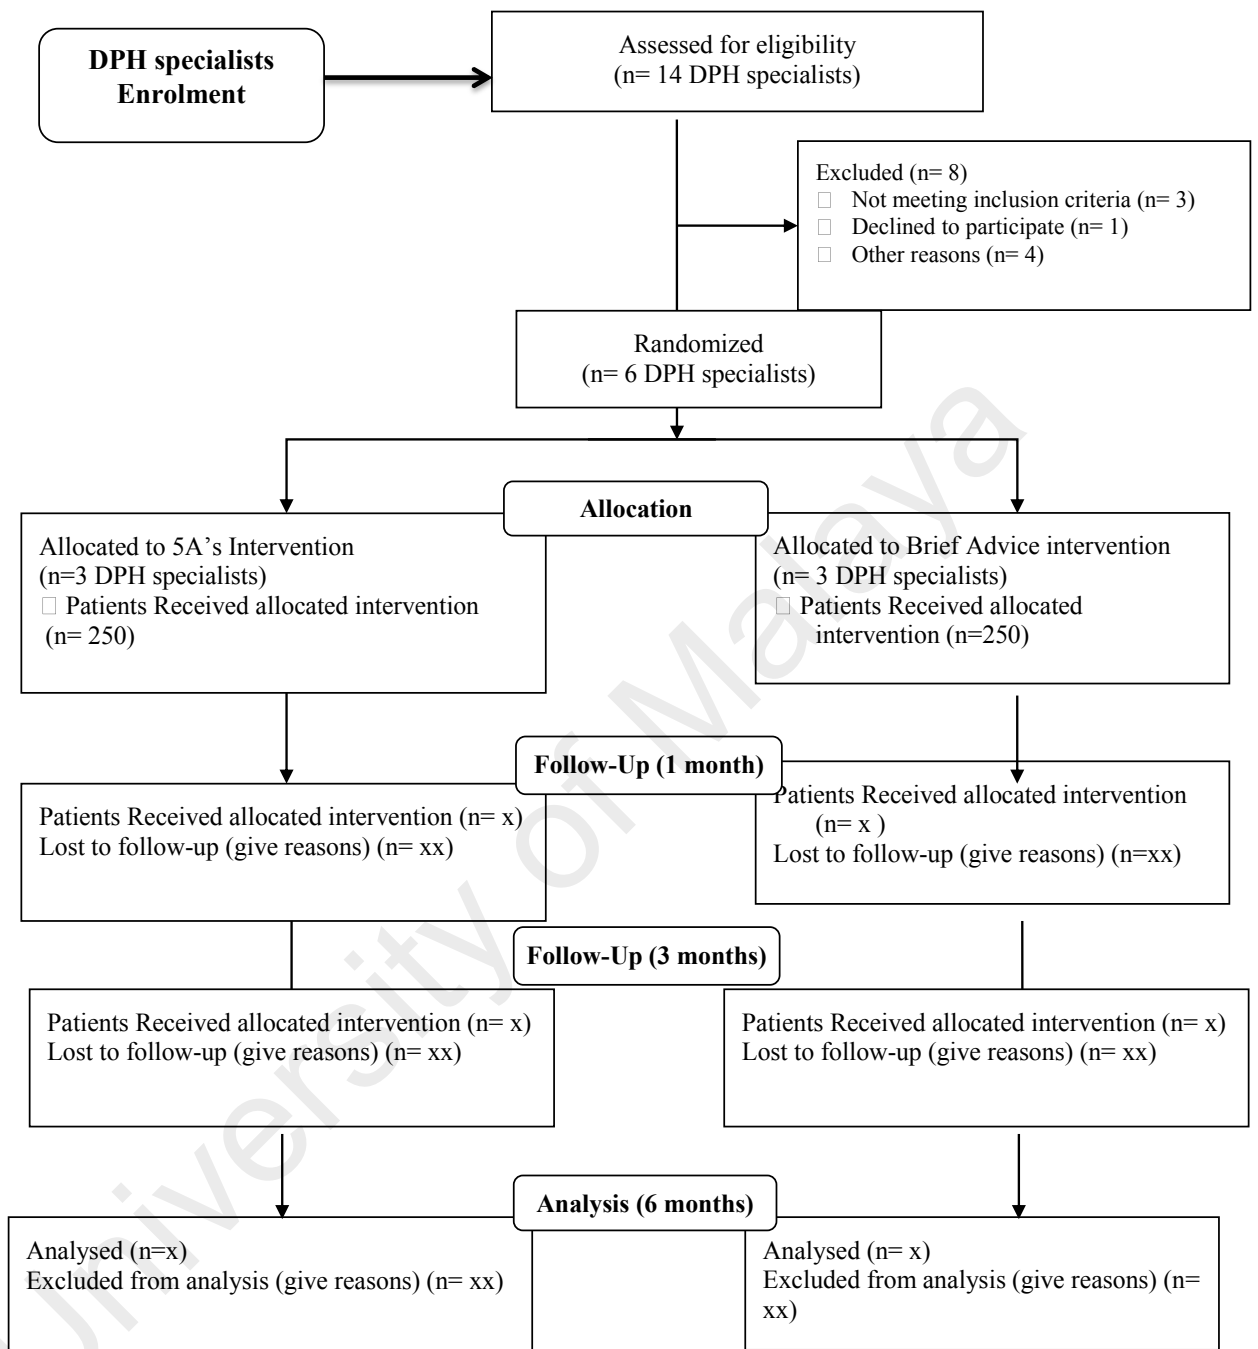 DPH specialists
Enrolment
Assessed for eligibility
(n= 14 DPH specialists)
Excluded (n= 8)
Not meeting inclusion criteria (n= 3)
Declined to participate (n= 1)
Other reasons (n= 4)
Randomized
(n= 6 DPH specialists)
Allocation
Allocated to 5A’s Intervention
(n=3 DPH specialists)
Patients Received allocated intervention
(n= 250)
Allocated to Brief Advice intervention
(n= 3 DPH specialists)
Patients Received allocated
intervention (n=250)
Follow-Up (1 month)
Patients Received allocated intervention (n= x)
Lost to follow-up (give reasons) (n= xx)
Patients Received allocated intervention
(n= x )
Lost to follow-up (give reasons) (n=xx)
Follow-Up (3 months)
Patients Received allocated intervention (n= x)
Lost to follow-up (give reasons) (n= xx)
Patients Received allocated intervention (n= x)
Lost to follow-up (give reasons) (n= xx)
Analysis (6 months)
Analysed (n=x)
Excluded from analysis (give reasons) (n= xx)
Analysed (n= x)
Excluded from analysis (give reasons) (n=
xx)
University of Malaya